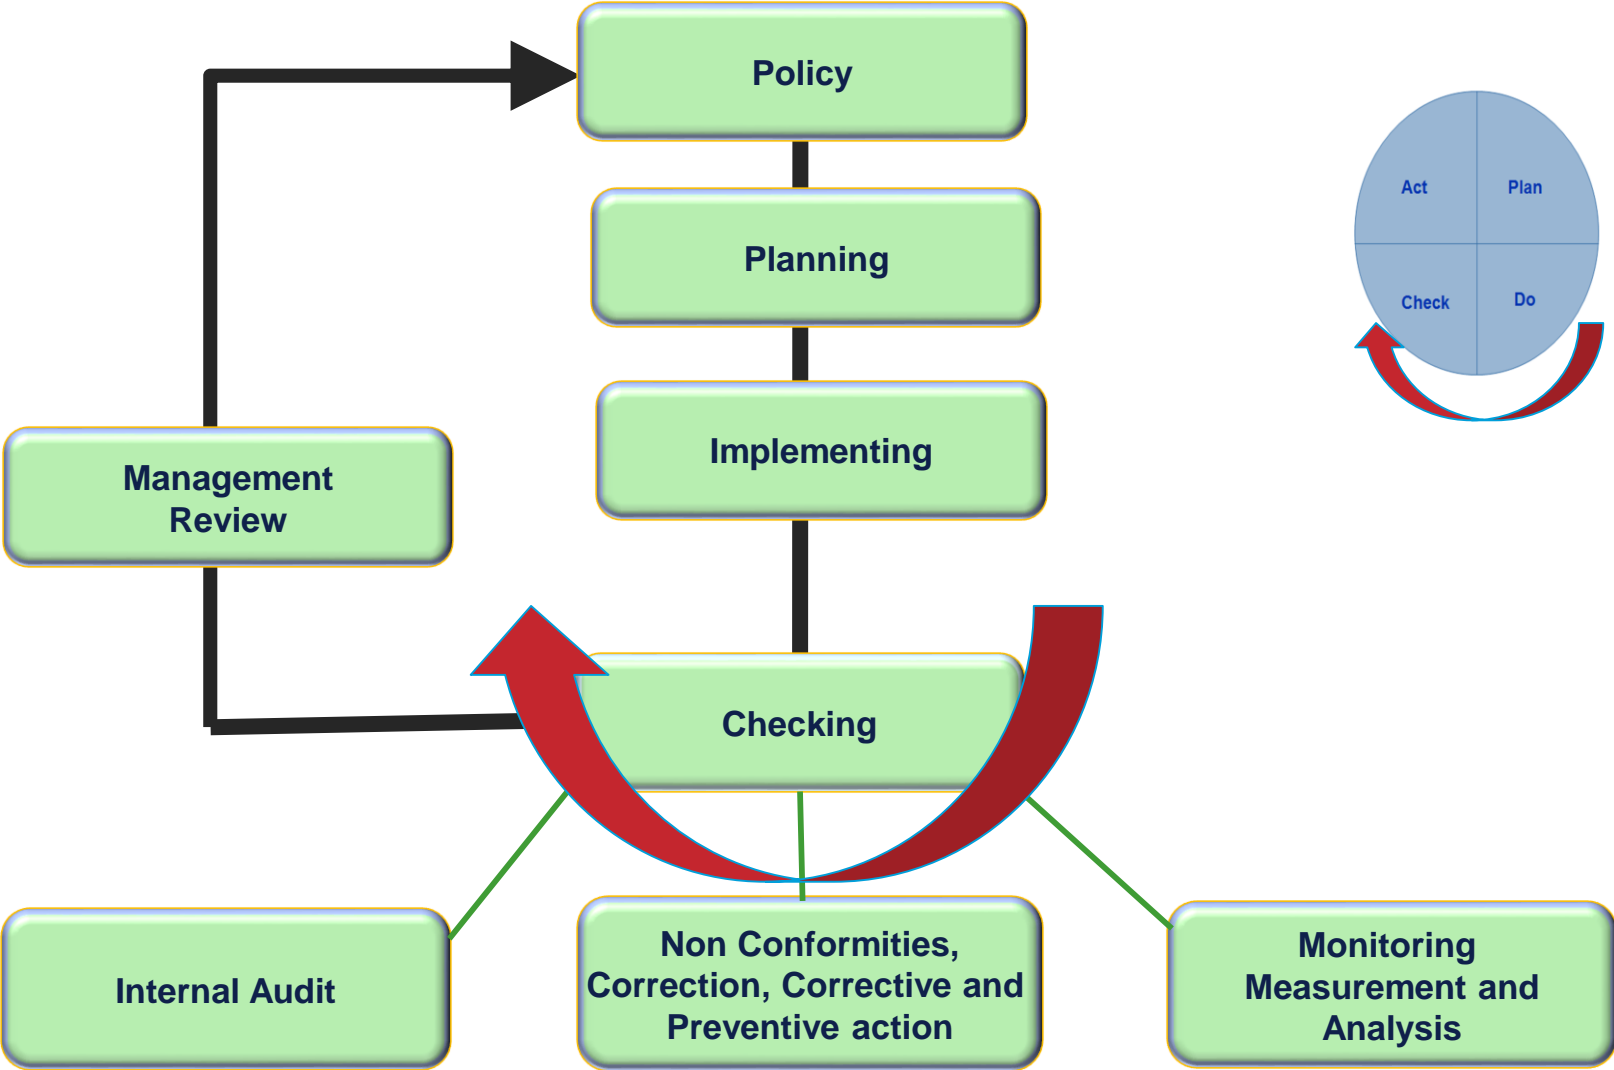 Policy
Act
Plan
Planning
Check
Do
Implementing
Management
Review
Checking
Internal Audit
Non Conformities,
Correction, Corrective and
Preventive action
Monitoring
Measurement and
Analysis